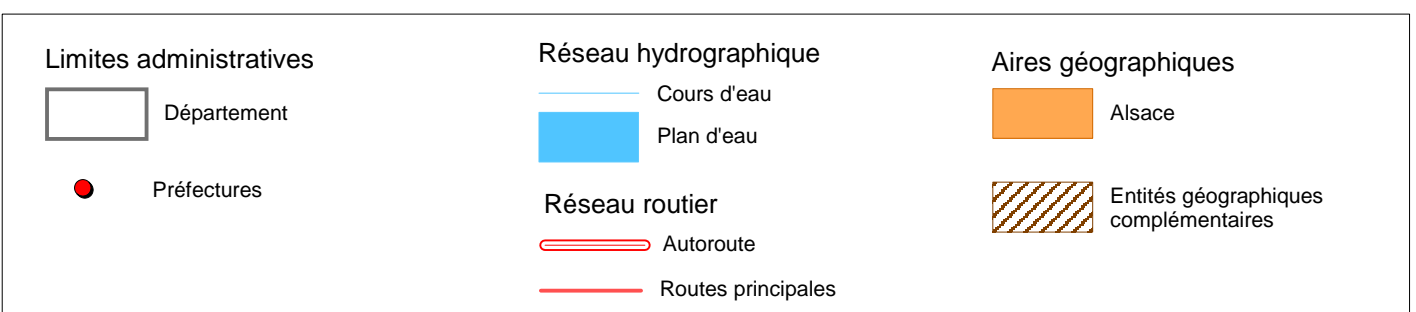 Limites administratives
Département
Préfectures
Réseau hydrographique
Cours d'eau
Plan d'eau
Réseau routier
Autoroute
Routes principales
Aires géographiques
Alsace
Entités géographiques
complémentaires